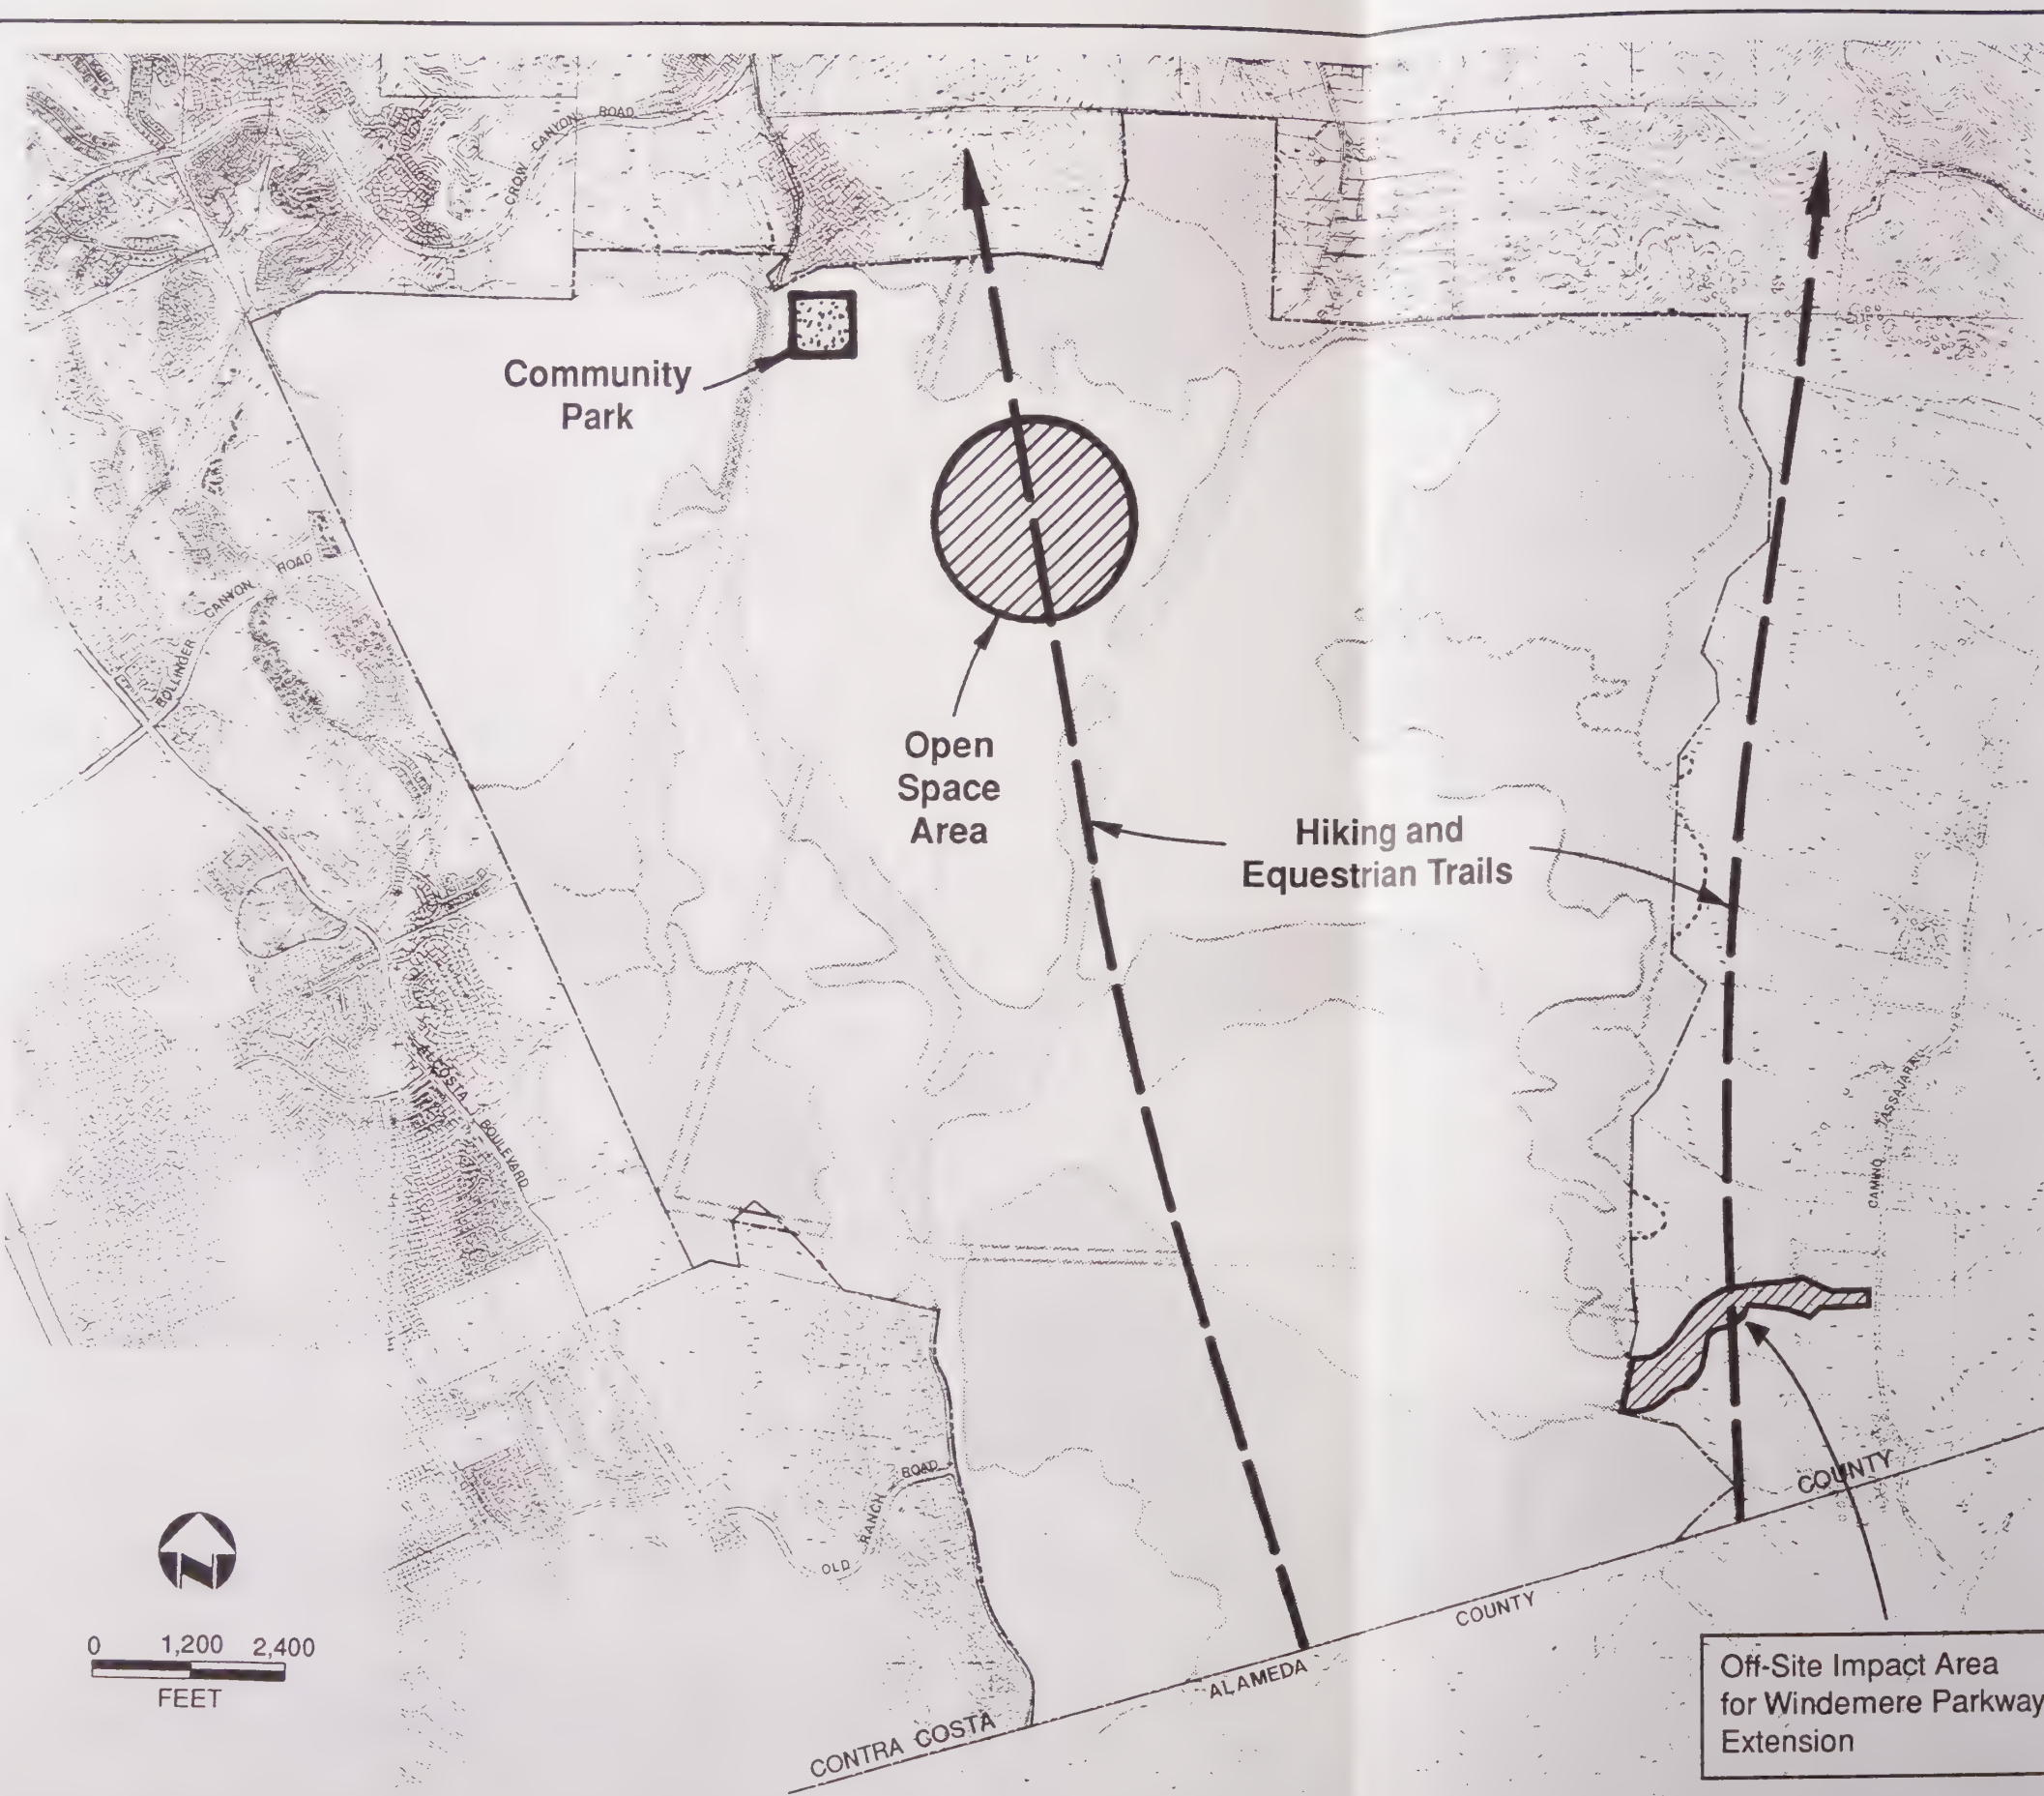 CROW CANYON ROAD
Community
Park
BOLLINGER CANYON ROAD
Open
Space
Area
Hiking and
Equestrian Trails
ALCOSTA BOULEVARD
CAMINO TASSAJARA
OLD RANCH ROAD
COUNTY
COUNTY
ALAMEDA
CONTRA COSTA
N
0 1,200 2,400
FEET
Off-Site Impact Area
for Windemere Parkway
Extension